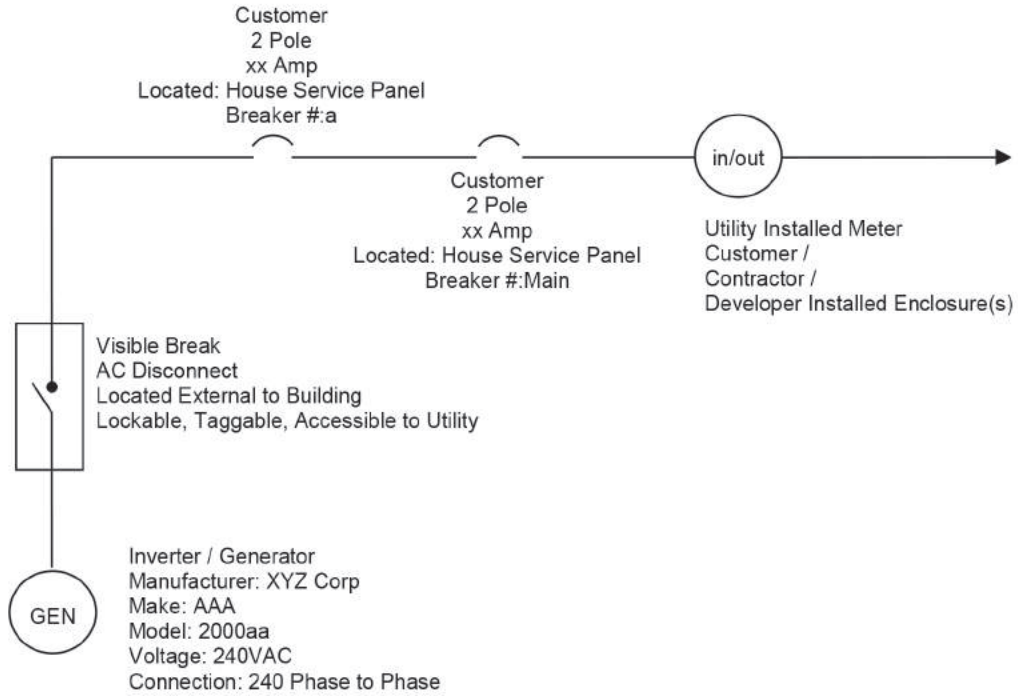 Customer
2 Pole
xx Amp
Located: House Service Panel
Breaker #:a
in/out
Customer
2 Pole
xx Amp
Located: House Service Panel
Breaker #:Main
Utility Installed Meter
Customer /
Contractor /
Developer Installed Enclosure(s)
Visible Break
AC Disconnect
Located External to Building
Lockable, Taggable, Accessible to Utility
GEN
Inverter / Generator
Manufacturer: XYZ Corp
Make: AAA
Model: 2000aa
Voltage: 240VAC
Connection: 240 Phase to Phase